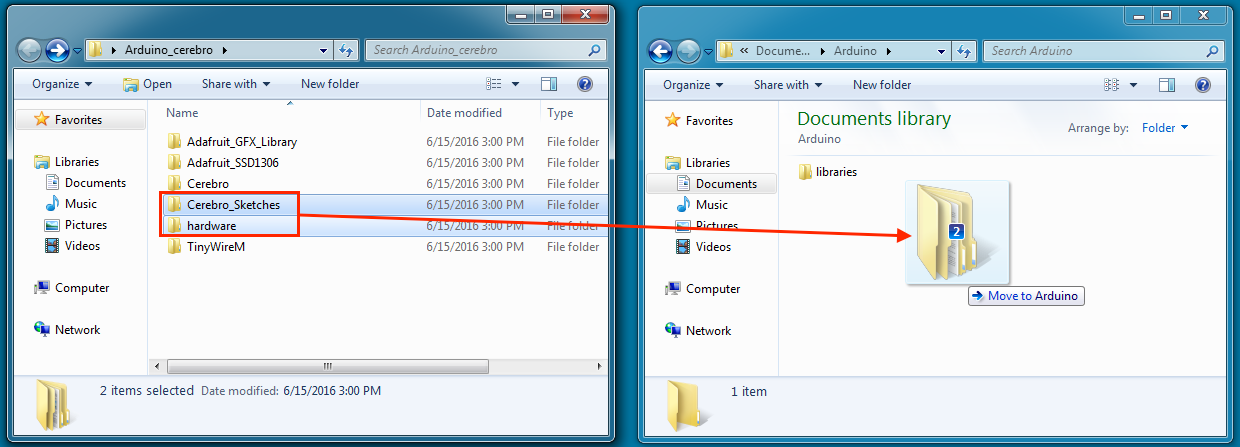 Arduino_cerebro
Search Arduino_cerebro
Organize
Open
Share with
New folder
Name
Date modified
Type
Favorites
Libraries
Documents
Music
Pictures
Videos
Computer
Network
Adafruit_GFX_Library 6/15/2016 3:00 PM File folder
Adafruit_SSD1306 6/15/2016 3:00 PM File folder
Cerebro 6/15/2016 3:00 PM File folder
Cerebro_Sketches 6/15/2016 3:00 PM File folder
hardware 6/15/2016 3:00 PM File folder
TinyWireM 6/15/2016 3:00 PM File folder
2 items selected Date modified: 6/15/2016 3:00 PM
« Docume... Arduino
Search Arduino
Organize
Share with
New folder
Favorites
Libraries
Documents
Music
Pictures
Videos
Computer
Network
Documents library
Arduino
Arrange by: Folder
libraries
2
Move to Arduino
1 item